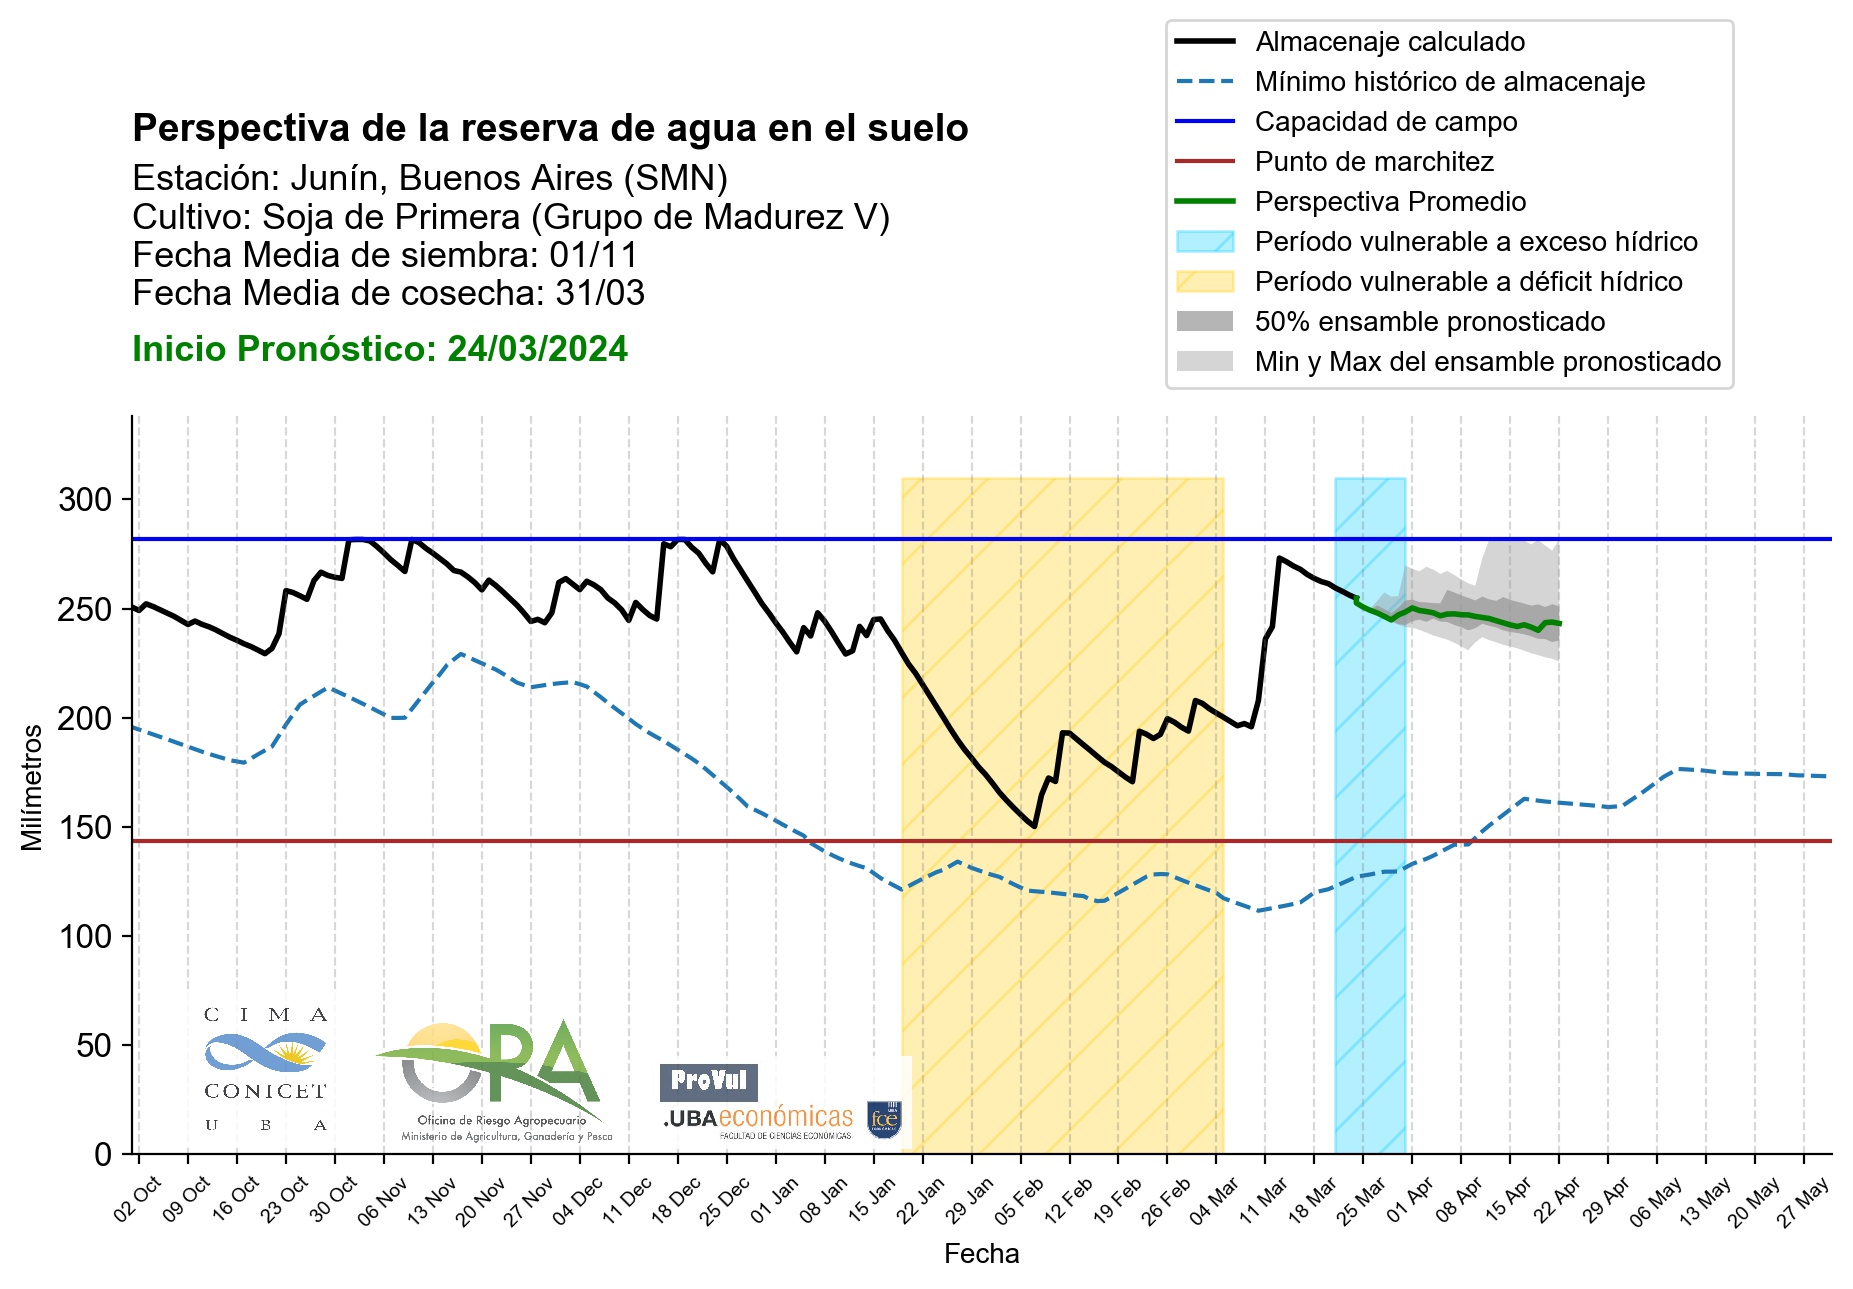 Almacenaje calculado
Mínimo histórico de almacenaje
Capacidad de campo
Punto de marchitez
Perspectiva Promedio
Período vulnerable a exceso hídrico
Período vulnerable a déficit hídrico
50% ensamble pronosticado
Min y Max del ensamble pronosticado
Perspectiva de la reserva de agua en el suelo
Estación: Junín, Buenos Aires (SMN)
Cultivo: Soja de Primera (Grupo de Madurez V)
Fecha Media de siembra: 01/11
Fecha Media de cosecha: 31/03
Inicio Pronóstico: 24/03/2024
Milímetros
300
250
200
150
100
50
0
CIMA
CONICET
UBA
ORA
Oficina de Riesgo Agropecuario
Ministerio de Agricultura, Ganadería y Pesca
ProVul
.UBAeconómicas
FACULTAD DE CIENCIAS ECONÓMICAS
UBA
fce
02 Oct
09 Oct
16 Oct
23 Oct
30 Oct
06 Nov
13 Nov
20 Nov
27 Nov
04 Dec
11 Dec
18 Dec
25 Dec
01 Jan
08 Jan
15 Jan
22 Jan
29 Jan
05 Feb
12 Feb
19 Feb
26 Feb
04 Mar
11 Mar
18 Mar
25 Mar
01 Apr
08 Apr
15 Apr
22 Apr
29 Apr
06 May
13 May
20 May
27 May
Fecha